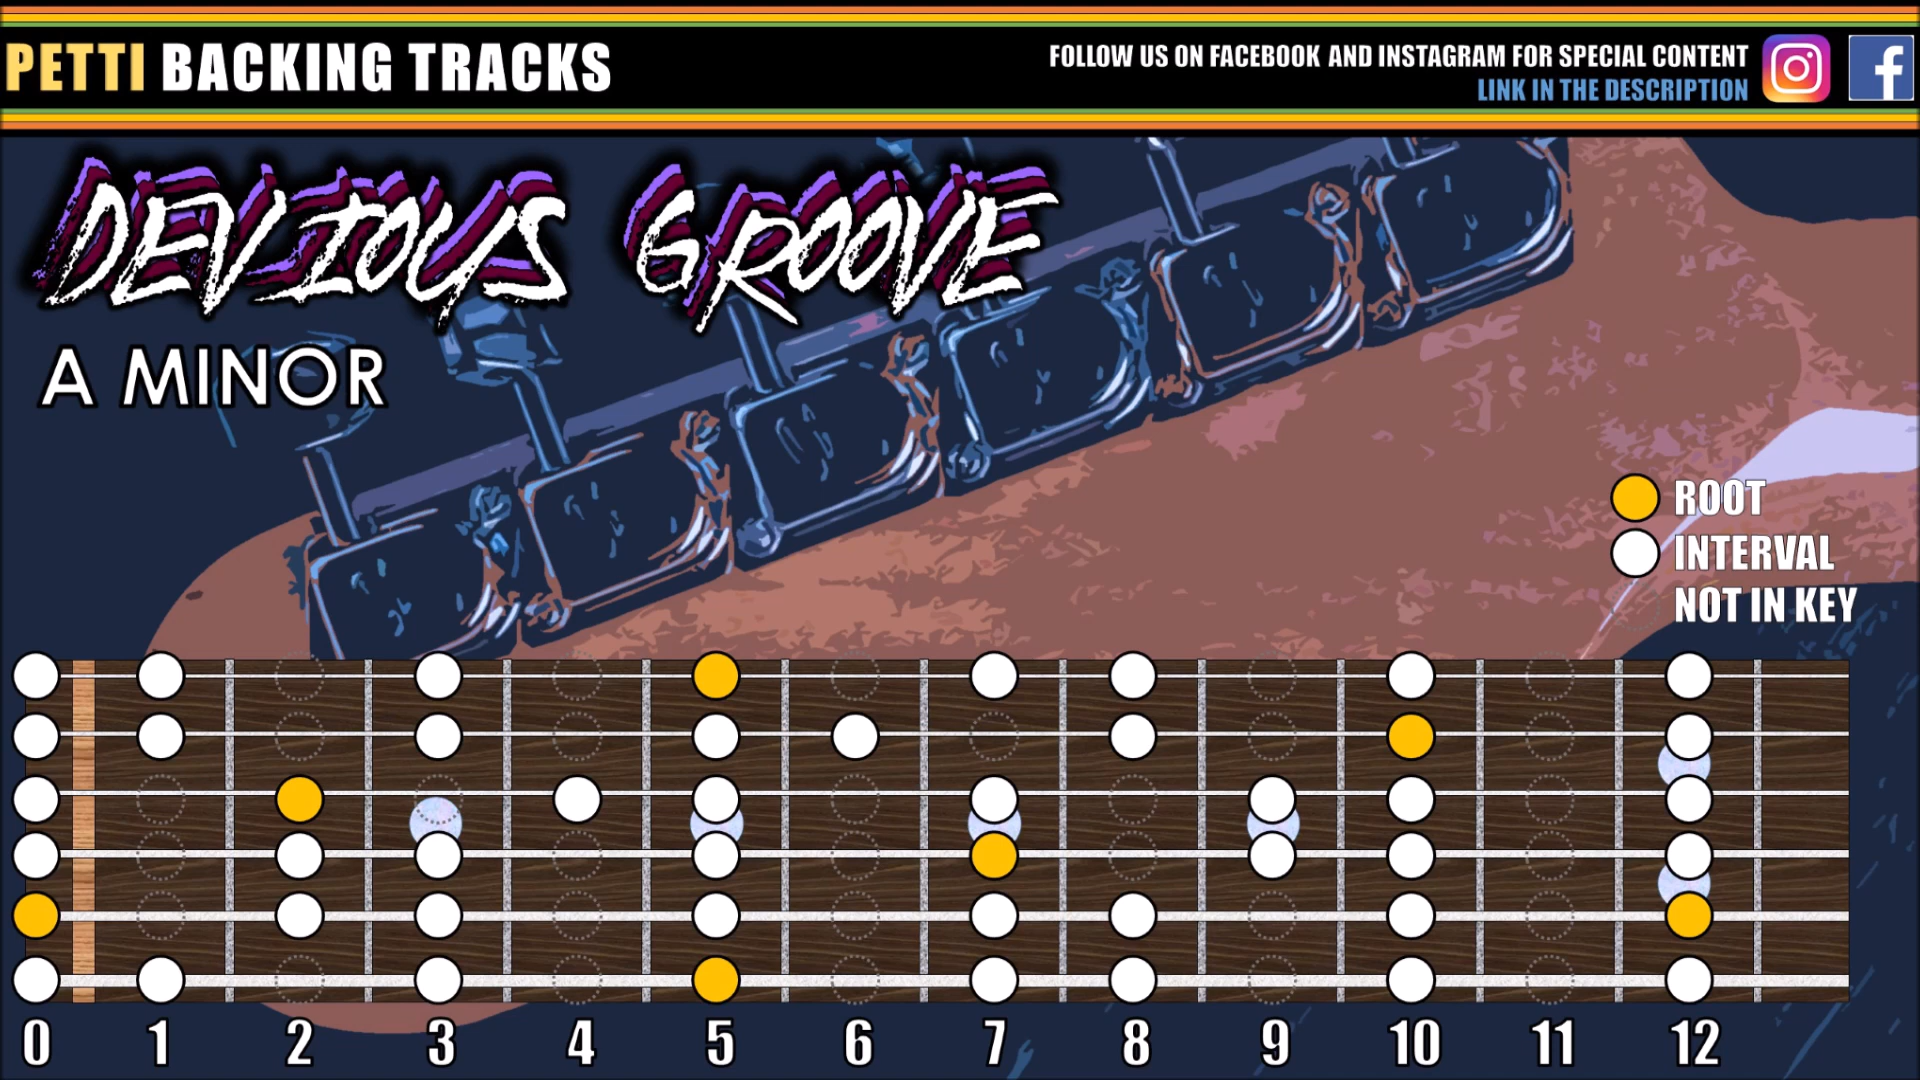 PETTI BACKING TRACKS
FOLLOW US ON FACEBOOK AND INSTAGRAM FOR SPECIAL CONTENT
LINK IN THE DESCRIPTION
DEVIOUS GROOVE
A MINOR
ROOT
INTERVAL
NOT IN KEY
0 1 2 3 4 5 6 7 8 9 10 11 12